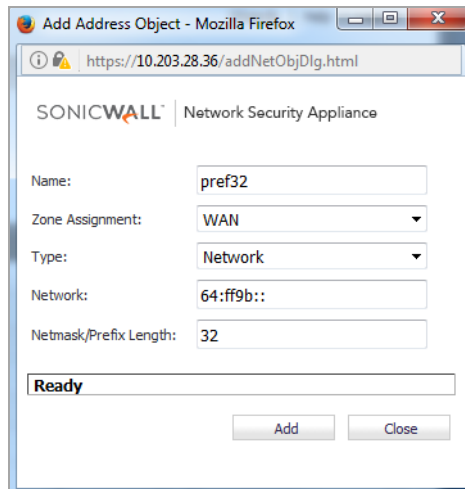 Add Address Object - Mozilla Firefox
https://10.203.28.36/addNetObjDlg.html
SONICWALL Network Security Appliance
Name: pref32
Zone Assignment: WAN
Type: Network
Network: 64:ff9b::
Netmask/Prefix Length: 32
Ready
Add Close